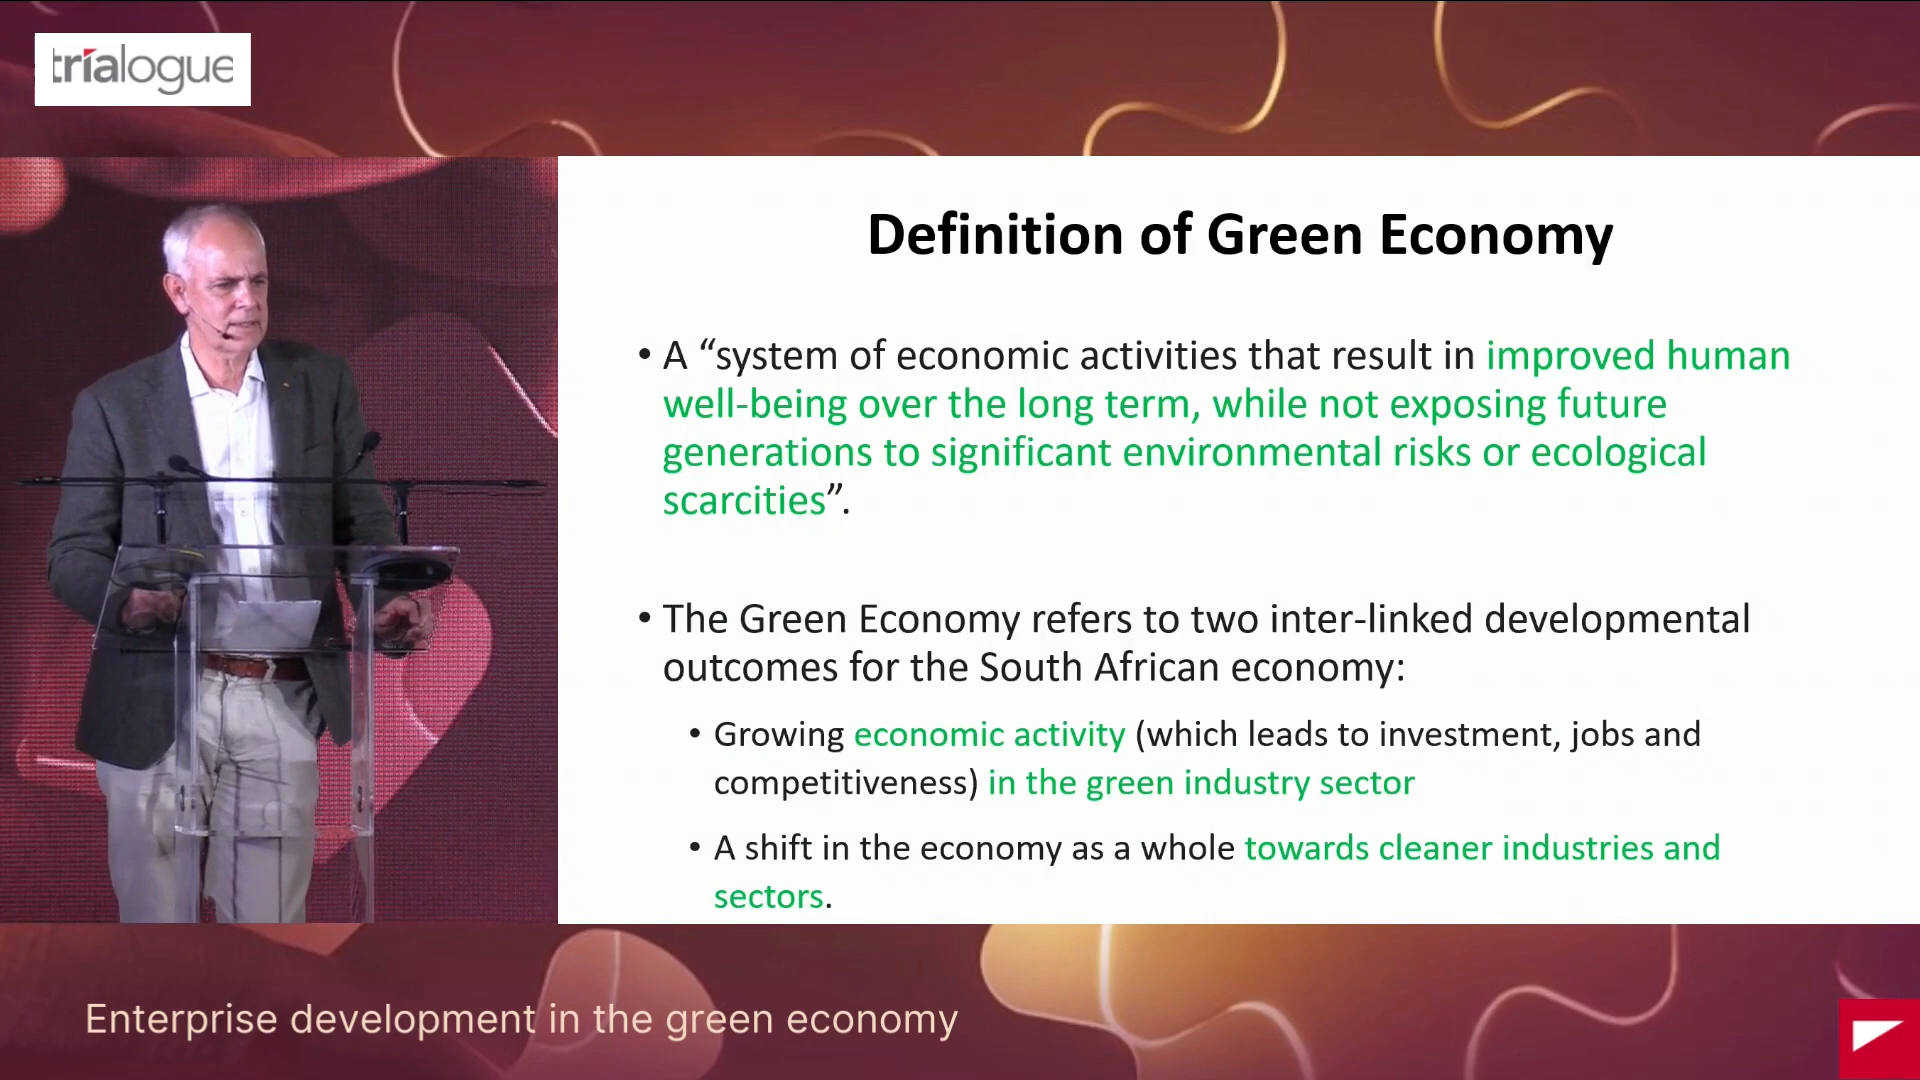 trialogue
Definition of Green Economy
• A “system of economic activities that result in improved human
well-being over the long term, while not exposing future
generations to significant environmental risks or ecological
scarcities”.
• The Green Economy refers to two inter-linked developmental
outcomes for the South African economy:
• Growing economic activity (which leads to investment, jobs and
competitiveness) in the green industry sector
• A shift in the economy as a whole towards cleaner industries and
sectors.
Enterprise development in the green economy